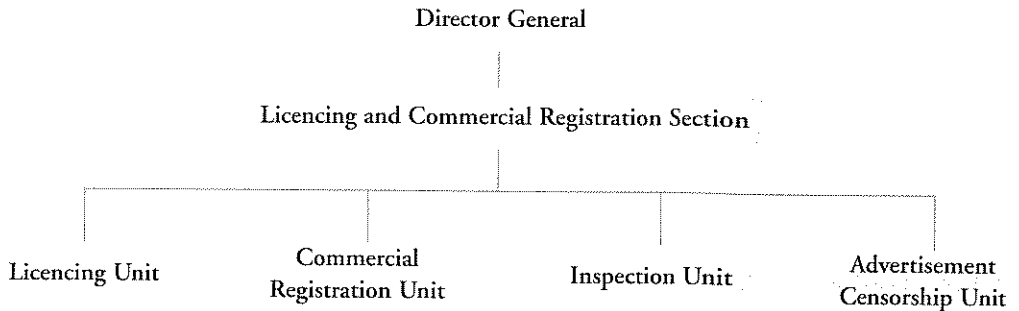 Director General
Licencing and Commercial Registration Section
Licencing Unit
Commercial
Registration Unit
Inspection Unit
Advertisement
Censorship Unit